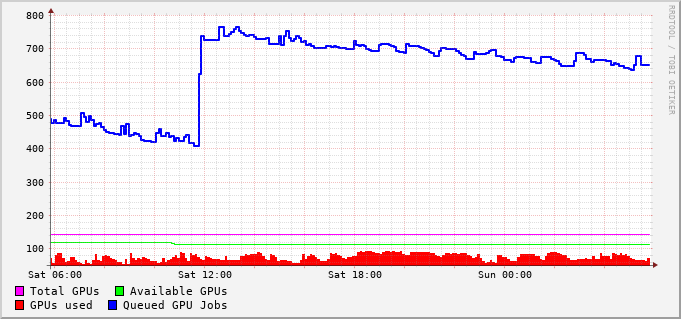 800
700
600
500
400
300
200
100
Sat 06:00 Sat 12:00 Sat 18:00 Sun 00:00
Total GPUs Available GPUs
GPUs used Queued GPU Jobs
RRDTOOL / TOBI OETIKER